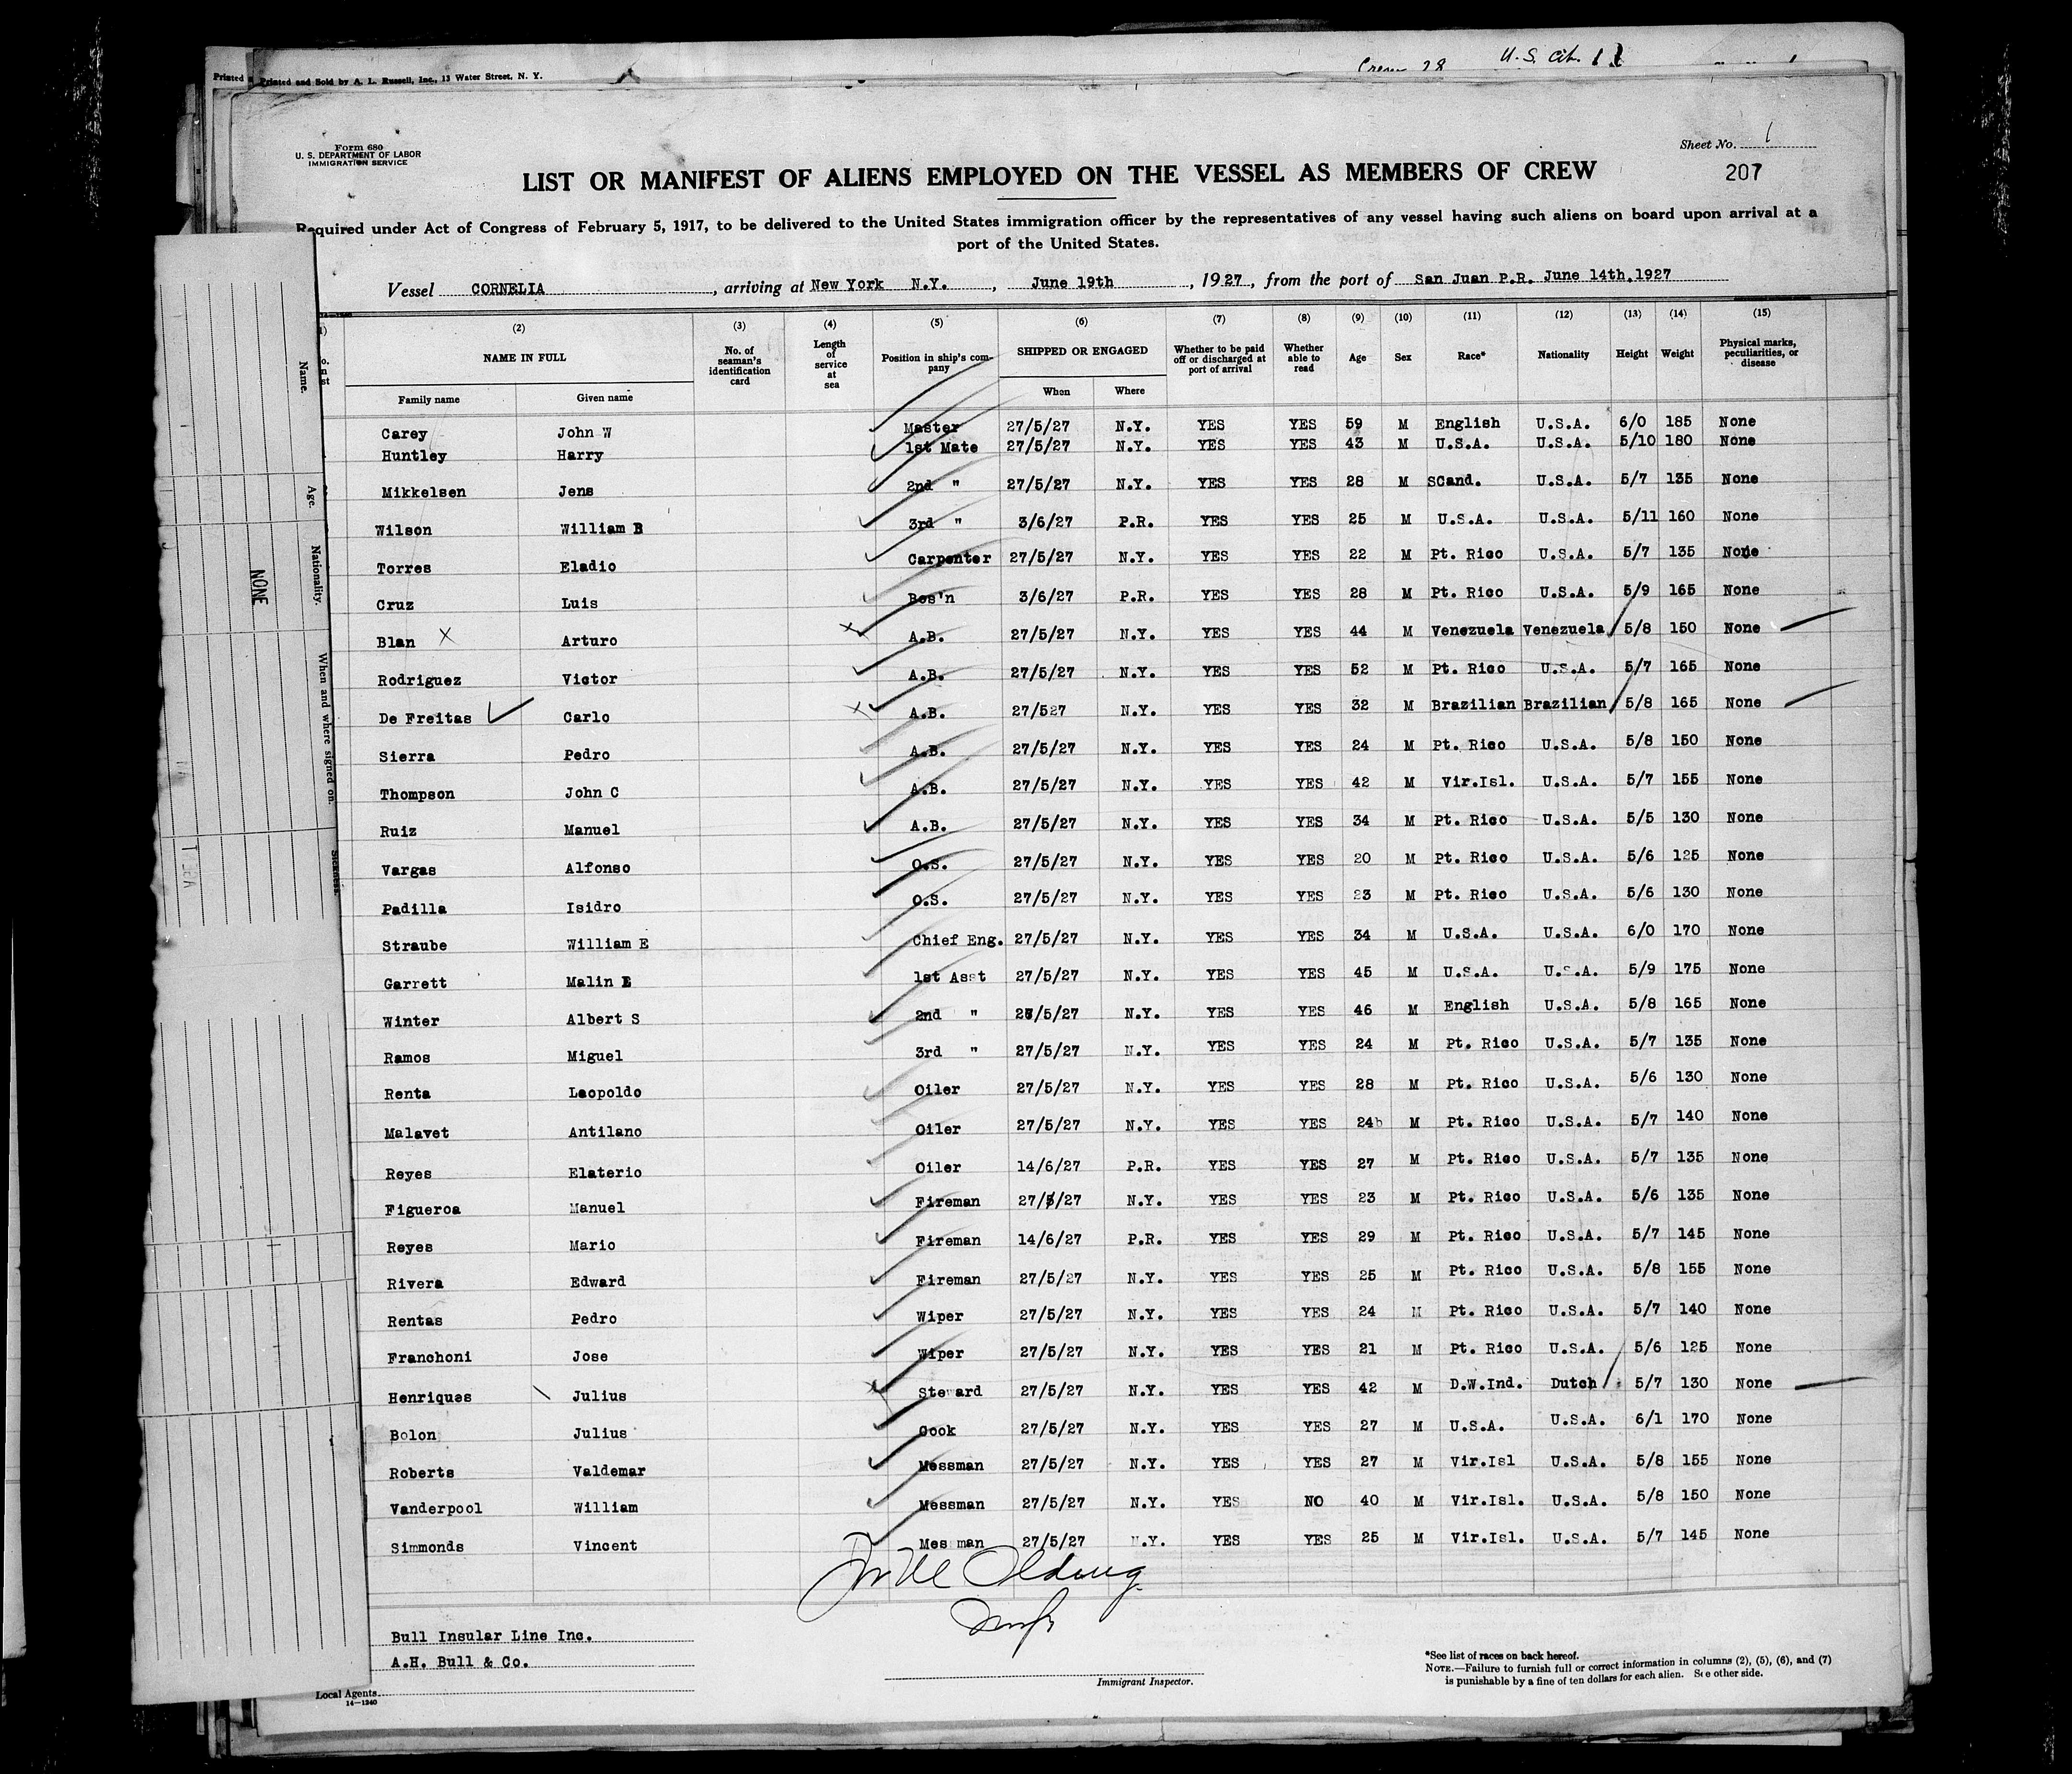 Printed and Sold by A. L. Russell, Inc., 13 Water Street, N. Y.
Crew 28 U. S. Cit.
Form 680
U. S. DEPARTMENT OF LABOR
IMMIGRATION SERVICE
Sheet No. 1
207
LIST OR MANIFEST OF ALIENS EMPLOYED ON THE VESSEL AS MEMBERS OF CREW
Required under Act of Congress of February 5, 1917, to be delivered to the United States immigration officer by the representatives of any vessel having such aliens on board upon arrival at a
port of the United States.
Vessel CORNELIA, arriving at New York N.Y., June 19th, 1927, from the port of San Juan P.R. June 14th, 1927
(2) (3) (4) (5) (6) (7) (8) (9) (10) (11) (12) (13) (14) (15)
NAME IN FULL No. of seaman's identification card Length of service at sea Position in ship's company SHIPPED OR ENGAGED Whether to be paid off or discharged at port of arrival Whether able to read Age Sex Race* Nationality Height Weight Physical marks, peculiarities, or disease
Family name Given name When Where
Carey John W Master 27/5/27 N.Y. YES YES 59 M English U.S.A. 6/0 185 None
Huntley Harry 1st Mate 27/5/27 N.Y. YES YES 43 M U.S.A. U.S.A. 5/10 180 None
Mikkelsen Jens 2nd " 27/5/27 N.Y. YES YES 28 M SCand. U.S.A. 5/7 135 None
Wilson William B 3rd " 3/6/27 P.R. YES YES 25 M U.S.A. U.S.A. 5/11 160 None
Torres Eladio Carpenter 27/5/27 N.Y. YES YES 22 M Pt. Rico U.S.A. 5/7 135 None
Cruz Luis Bos'n 3/6/27 P.R. YES YES 28 M Pt. Rico U.S.A. 5/9 165 None
Blan X Arturo x A.B. 27/5/27 N.Y. YES YES 44 M Venezuela Venezuela 5/8 150 None
Rodriguez Victor A.B. 27/5/27 N.Y. YES YES 52 M Pt. Rico U.S.A. 5/7 165 None
De Freitas Carlo x A.B. 27/527 N.Y. YES YES 32 M Brazilian Brazilian 5/8 165 None
Sierra Pedro A.B. 27/5/27 N.Y. YES YES 24 M Pt. Rico U.S.A. 5/8 150 None
Thompson John C A.B. 27/5/27 N.Y. YES YES 42 M Vir.Isl. U.S.A. 5/7 155 None
Ruiz Manuel A.B. 27/5/27 N.Y. YES YES 34 M Pt. Rico U.S.A. 5/5 130 None
Vargas Alfonso O.S. 27/5/27 N.Y. YES YES 20 M Pt. Rico U.S.A. 5/6 125 None
Padilla Isidro O.S. 27/5/27 N.Y. YES YES 23 M Pt. Rico U.S.A. 5/6 130 None
Straube William E Chief Eng. 27/5/27 N.Y. YES YES 34 M U.S.A. U.S.A. 6/0 170 None
Garrett Malin E 1st Asst 27/5/27 N.Y. YES YES 45 M U.S.A. U.S.A. 5/9 175 None
Winter Albert S 2nd " 27/5/27 N.Y. YES YES 46 M English U.S.A. 5/8 165 None
Ramos Miguel 3rd " 27/5/27 N.Y. YES YES 24 M Pt. Rico U.S.A. 5/7 135 None
Renta Leopoldo Oiler 27/5/27 N.Y. YES YES 28 M Pt. Rico U.S.A. 5/6 130 None
Malavet Antilano Oiler 27/5/27 N.Y. YES YES 24 M Pt. Rico U.S.A. 5/7 140 None
Reyes Elaterio Oiler 14/6/27 P.R. YES YES 27 M Pt. Rico U.S.A. 5/7 135 None
Figueroa Manuel Fireman 27/5/27 N.Y. YES YES 23 M Pt. Rico U.S.A. 5/6 135 None
Reyes Mario Fireman 14/6/27 P.R. YES YES 29 M Pt. Rico U.S.A. 5/7 145 None
Rivera Edward Fireman 27/5/27 N.Y. YES YES 25 M Pt. Rico U.S.A. 5/8 155 None
Rentas Pedro Wiper 27/5/27 N.Y. YES YES 24 M Pt. Rico U.S.A. 5/7 140 None
Franchoni Jose Wiper 27/5/27 N.Y. YES YES 21 M Pt. Rico U.S.A. 5/6 125 None
Henriques Julius x Steward 27/5/27 N.Y. YES YES 42 M D.W.Ind. Dutch 5/7 130 None
Bolon Julius Cook 27/5/27 N.Y. YES YES 27 M U.S.A. U.S.A. 6/1 170 None
Roberts Valdemar Messman 27/5/27 N.Y. YES YES 27 M Vir.Isl U.S.A. 5/8 155 None
Vanderpool William Messman 27/5/27 N.Y. YES NO 40 M Vir.Isl. U.S.A. 5/8 150 None
Simmonds Vincent Mes man 27/5/27 N.Y. YES YES 25 M Vir.Isl. U.S.A. 5/7 145 None
Bull Insular Line Inc.
A.H. Bull & Co.
Local Agents
14—1240
Immigrant Inspector.
*See list of races on back hereof.
NOTE.—Failure to furnish full or correct information in columns (2), (5), (6), and (7)
is punishable by a fine of ten dollars for each alien. See other side.
Name.
Age.
Nationality.
When and where signed on.
Sickness.
NONE